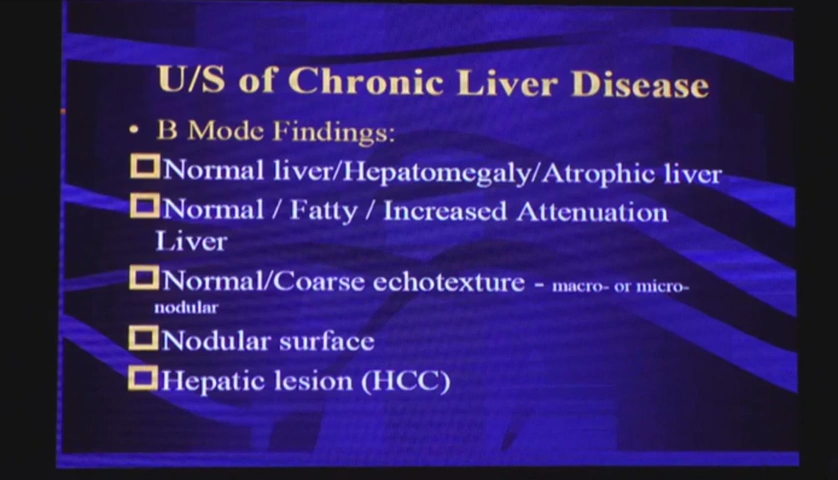 U/S of Chronic Liver Disease
• B Mode Findings:
Normal liver/Hepatomegaly/Atrophic liver
Normal / Fatty / Increased Attenuation
Liver
Normal/Coarse echotexture - macro- or micro-
nodular
Nodular surface
Hepatic lesion (HCC)